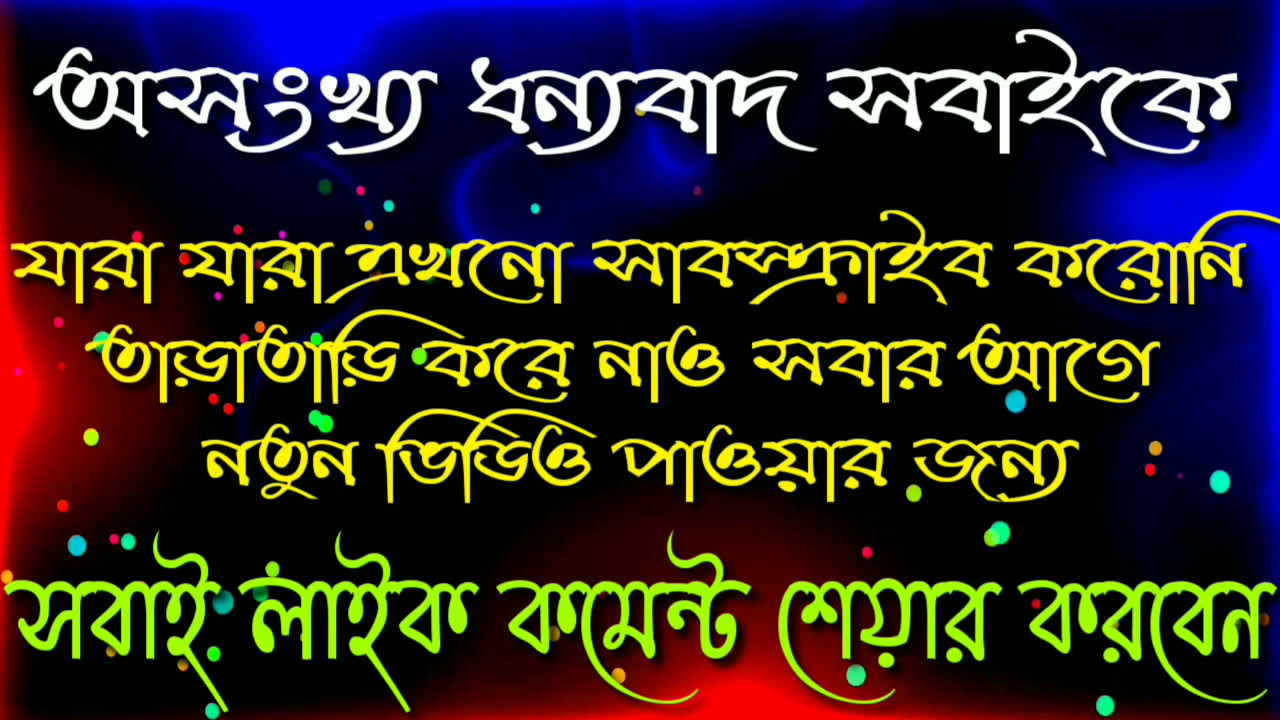 অসংখ্য ধন্যবাদ সবাইকে
যারা যারা এখনো সাবস্ক্রাইব করোনি
তাড়াতাড়ি করে নাও সবার আগে
নতুন ভিডিও পাওয়ার জন্য
সবাই লাইক কমেন্ট শেয়ার করবেন